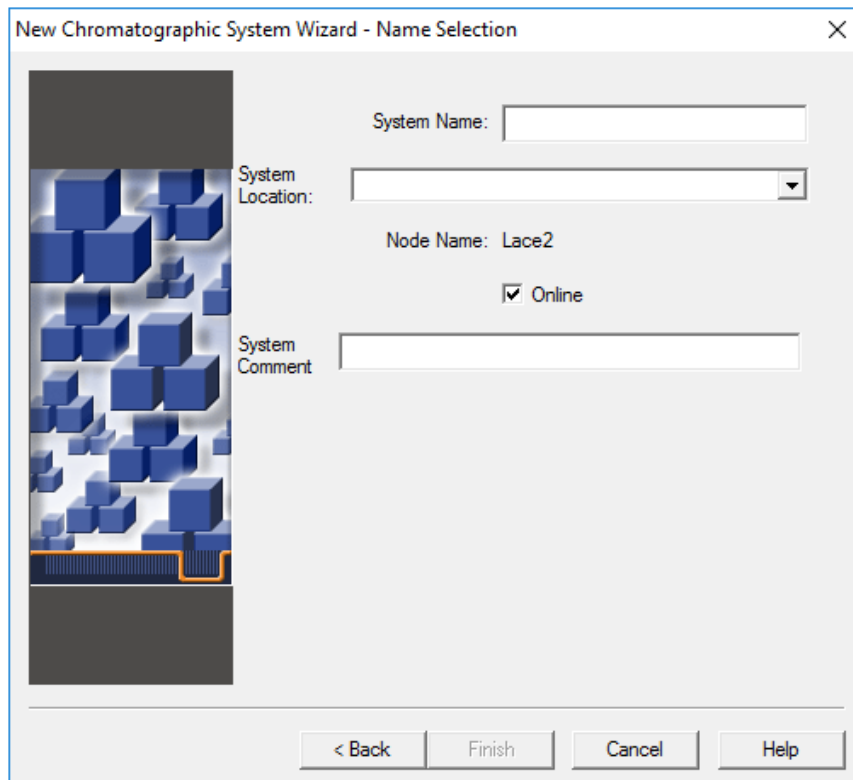 New Chromatographic System Wizard - Name Selection
System Name:
System
Location:
Node Name: Lace2
Online
System
Comment
< Back Finish Cancel Help